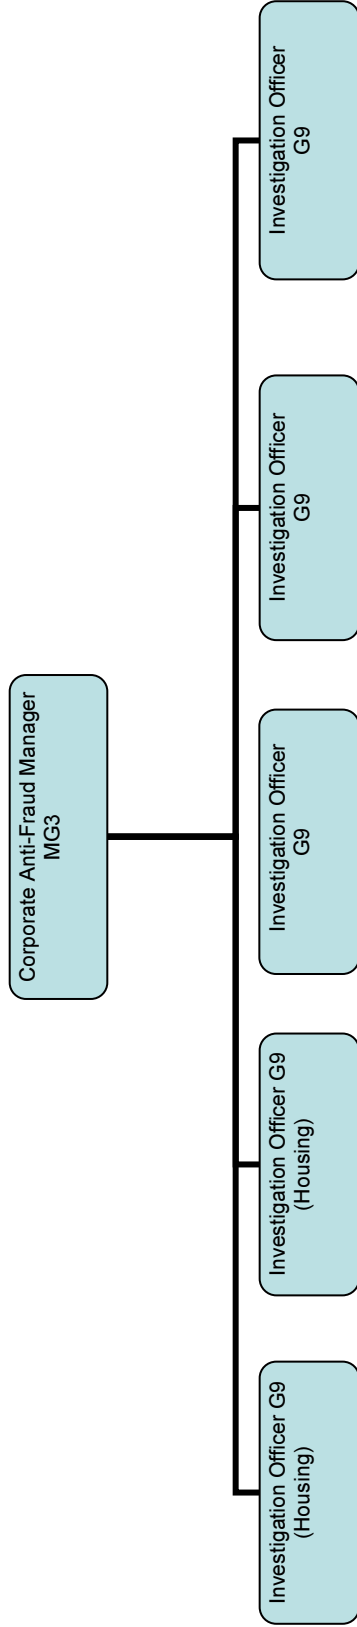 Corporate Anti-Fraud Manager
MG3
Investigation Officer G9
(Housing)
Investigation Officer G9
(Housing)
Investigation Officer
G9
Investigation Officer
G9
Investigation Officer
G9